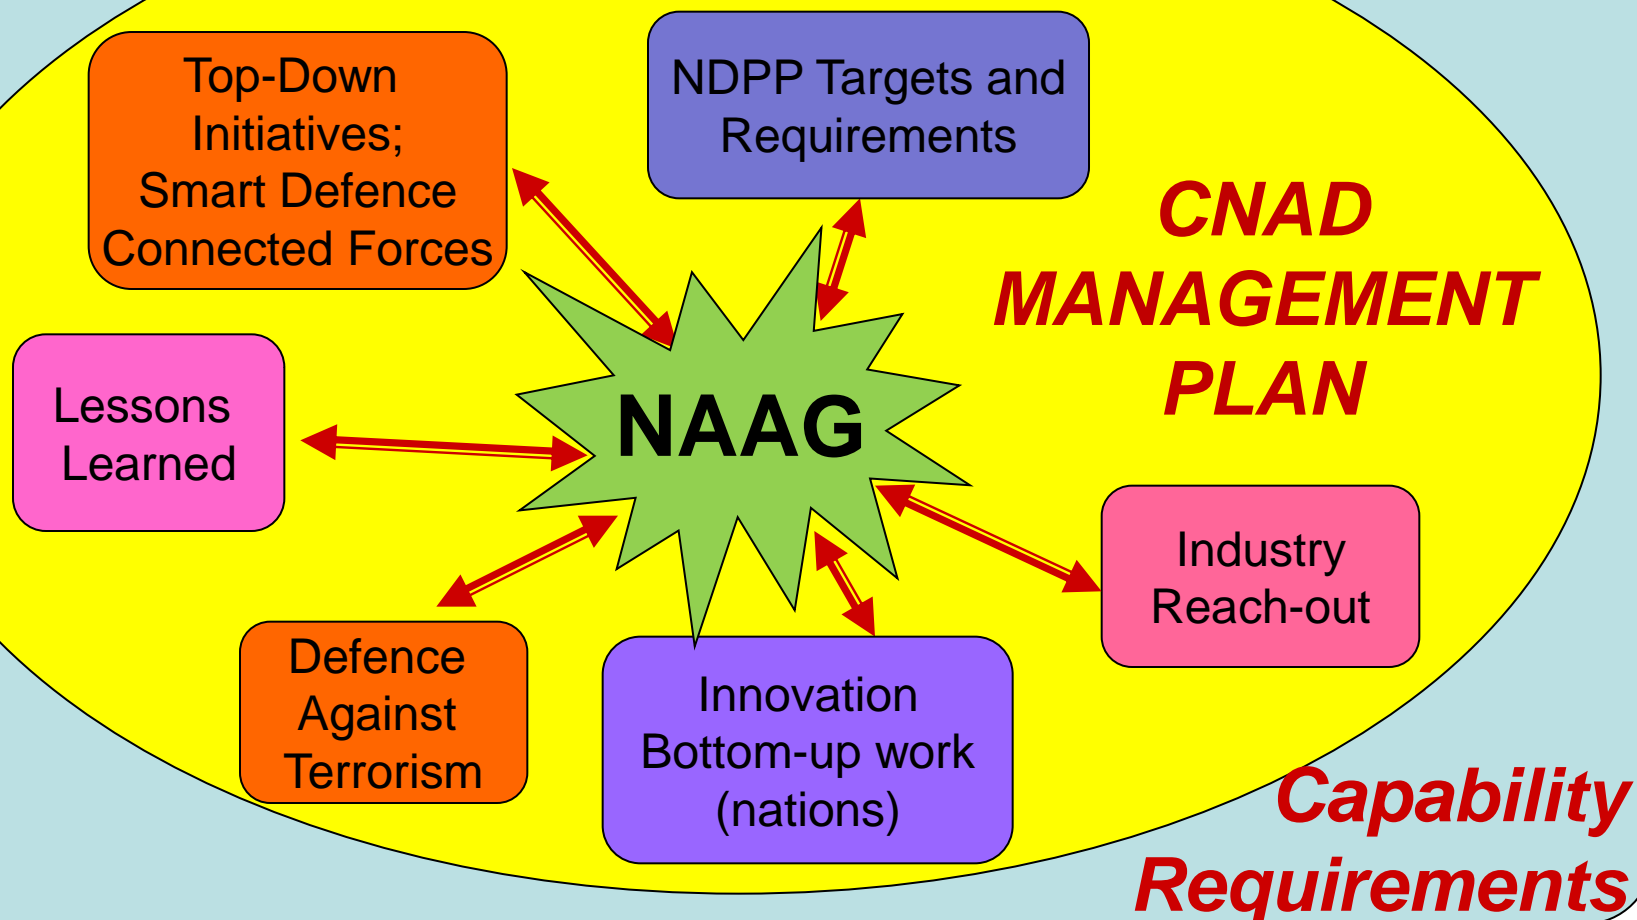 Top-Down
Initiatives;
Smart Defence
Connected Forces
NDPP Targets and
Requirements
CNAD
MANAGEMENT
PLAN
Lessons
Learned
NAAG
Industry
Reach-out
Defence
Against
Terrorism
Innovation
Bottom-up work
(nations)
Capability
Requirements